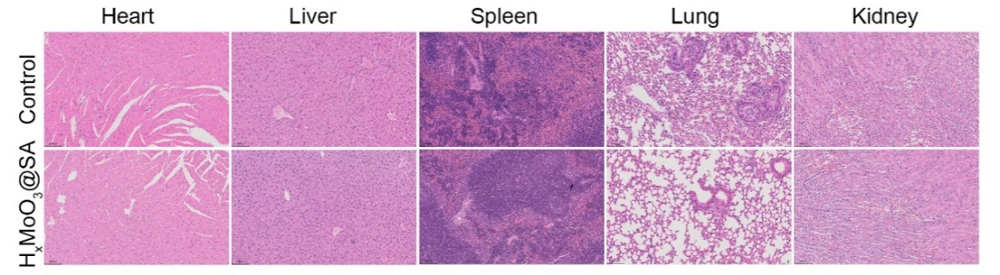 Heart Liver Spleen Lung Kidney
Control
HₓMoO₃@SA